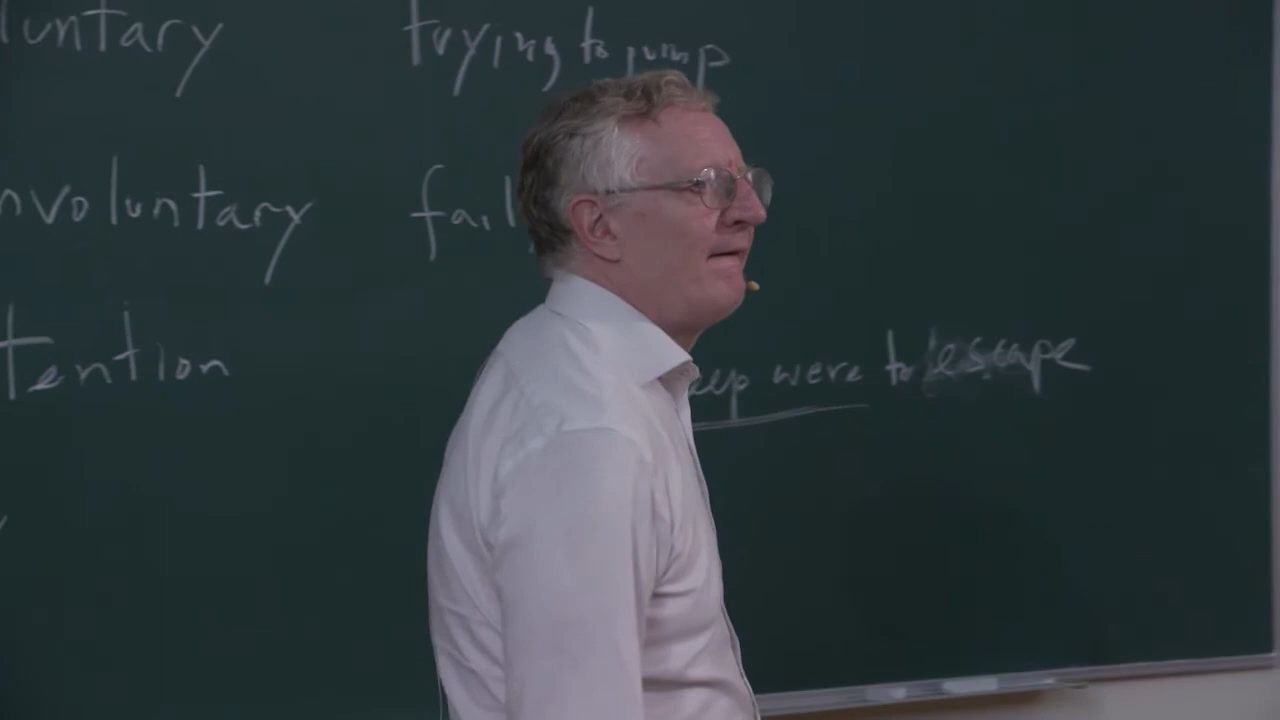 luntary trying to jump
nvoluntary fail
tention were to escape